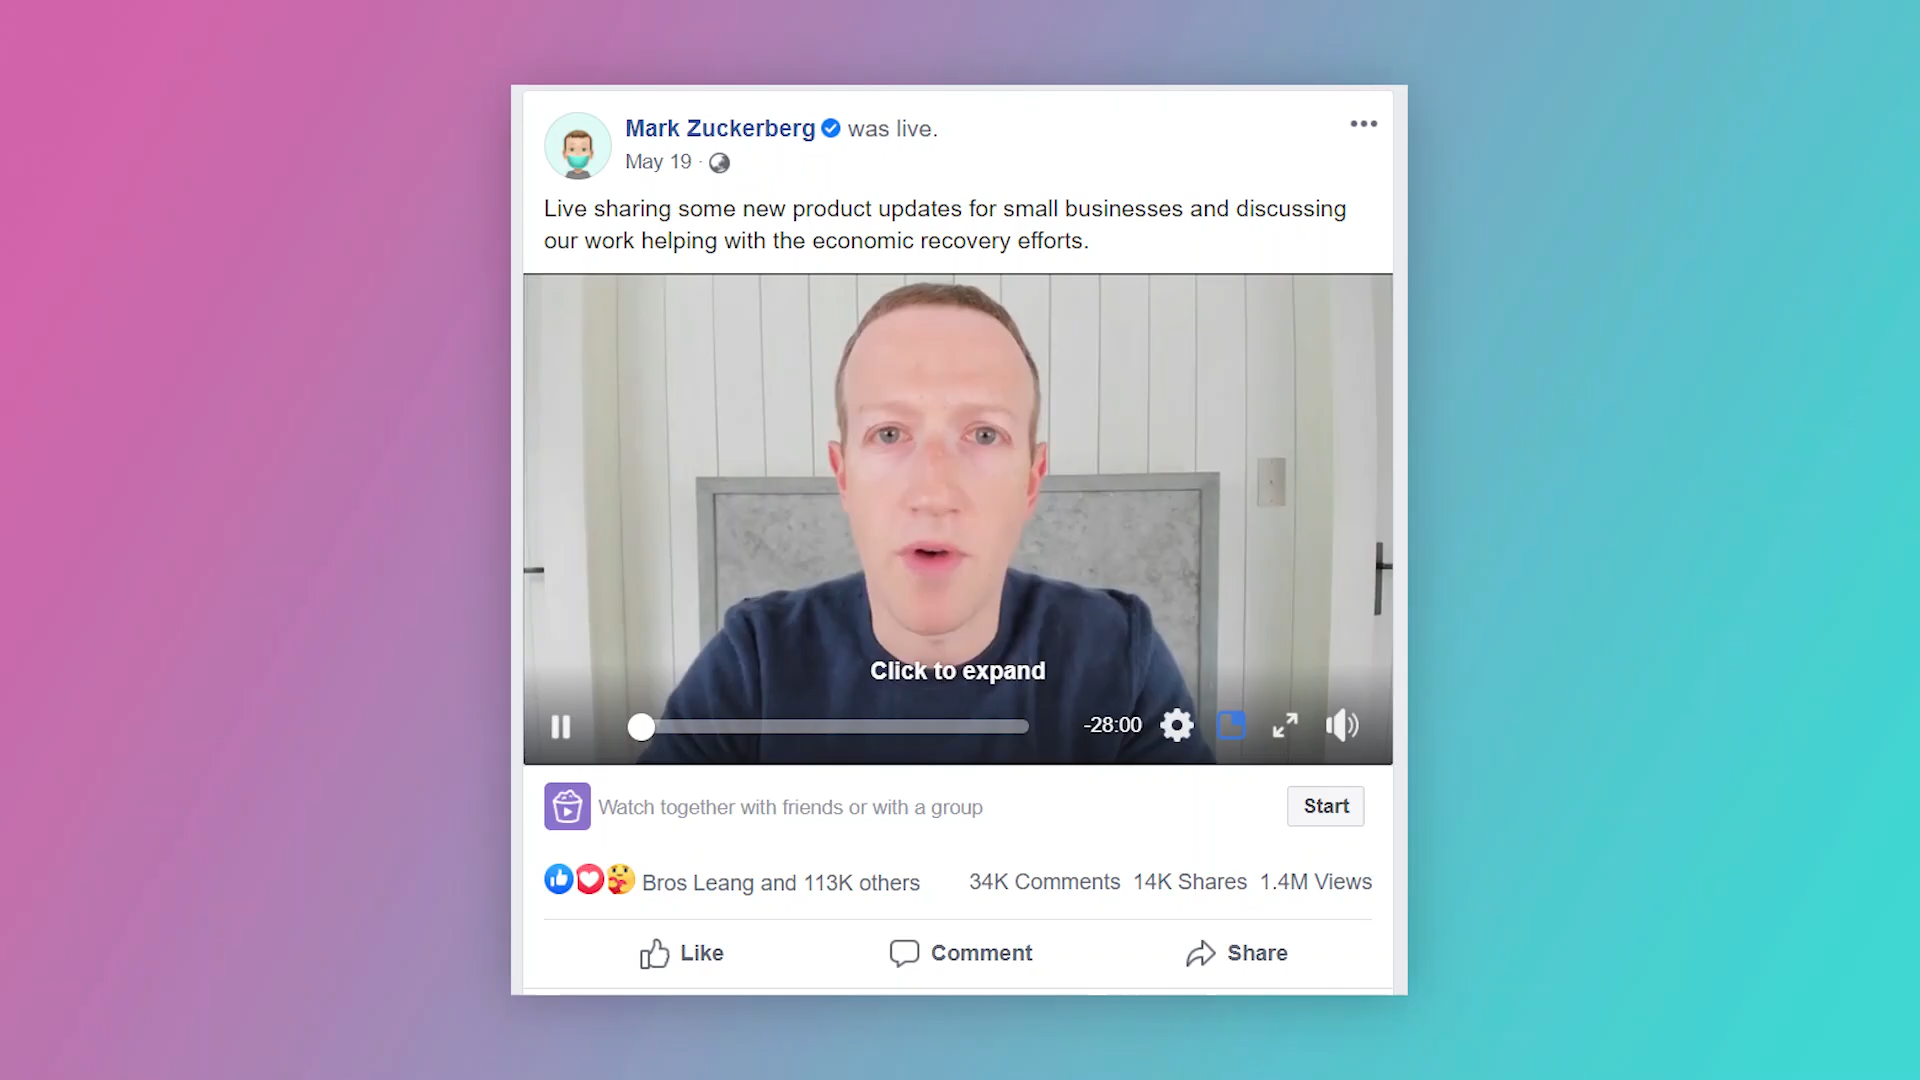 Mark Zuckerberg was live.
May 19 ·
Live sharing some new product updates for small businesses and discussing
our work helping with the economic recovery efforts.
Click to expand
-28:00
Watch together with friends or with a group
Start
Bros Leang and 113K others 34K Comments 14K Shares 1.4M Views
Like Comment Share